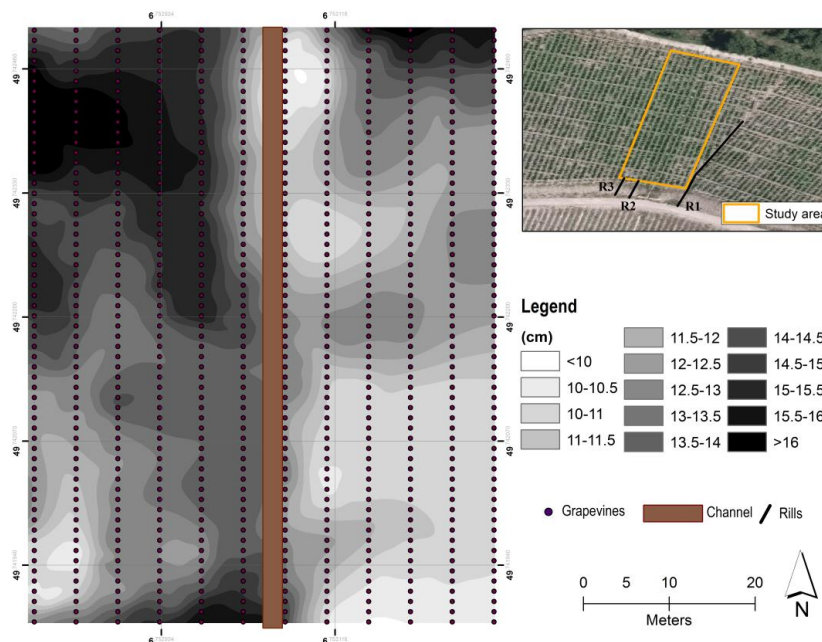 6
6
49
49
49
49
49
49
49
49
49
49
6
6
R3
R2
R1
Study area
Legend
(cm)
<10
10-10.5
10-11
11-11.5
11.5-12
12-12.5
12.5-13
13-13.5
13.5-14
14-14.5
14.5-15
15-15.5
15.5-16
>16
Grapevines
Channel
Rills
0 5 10 20
Meters
N